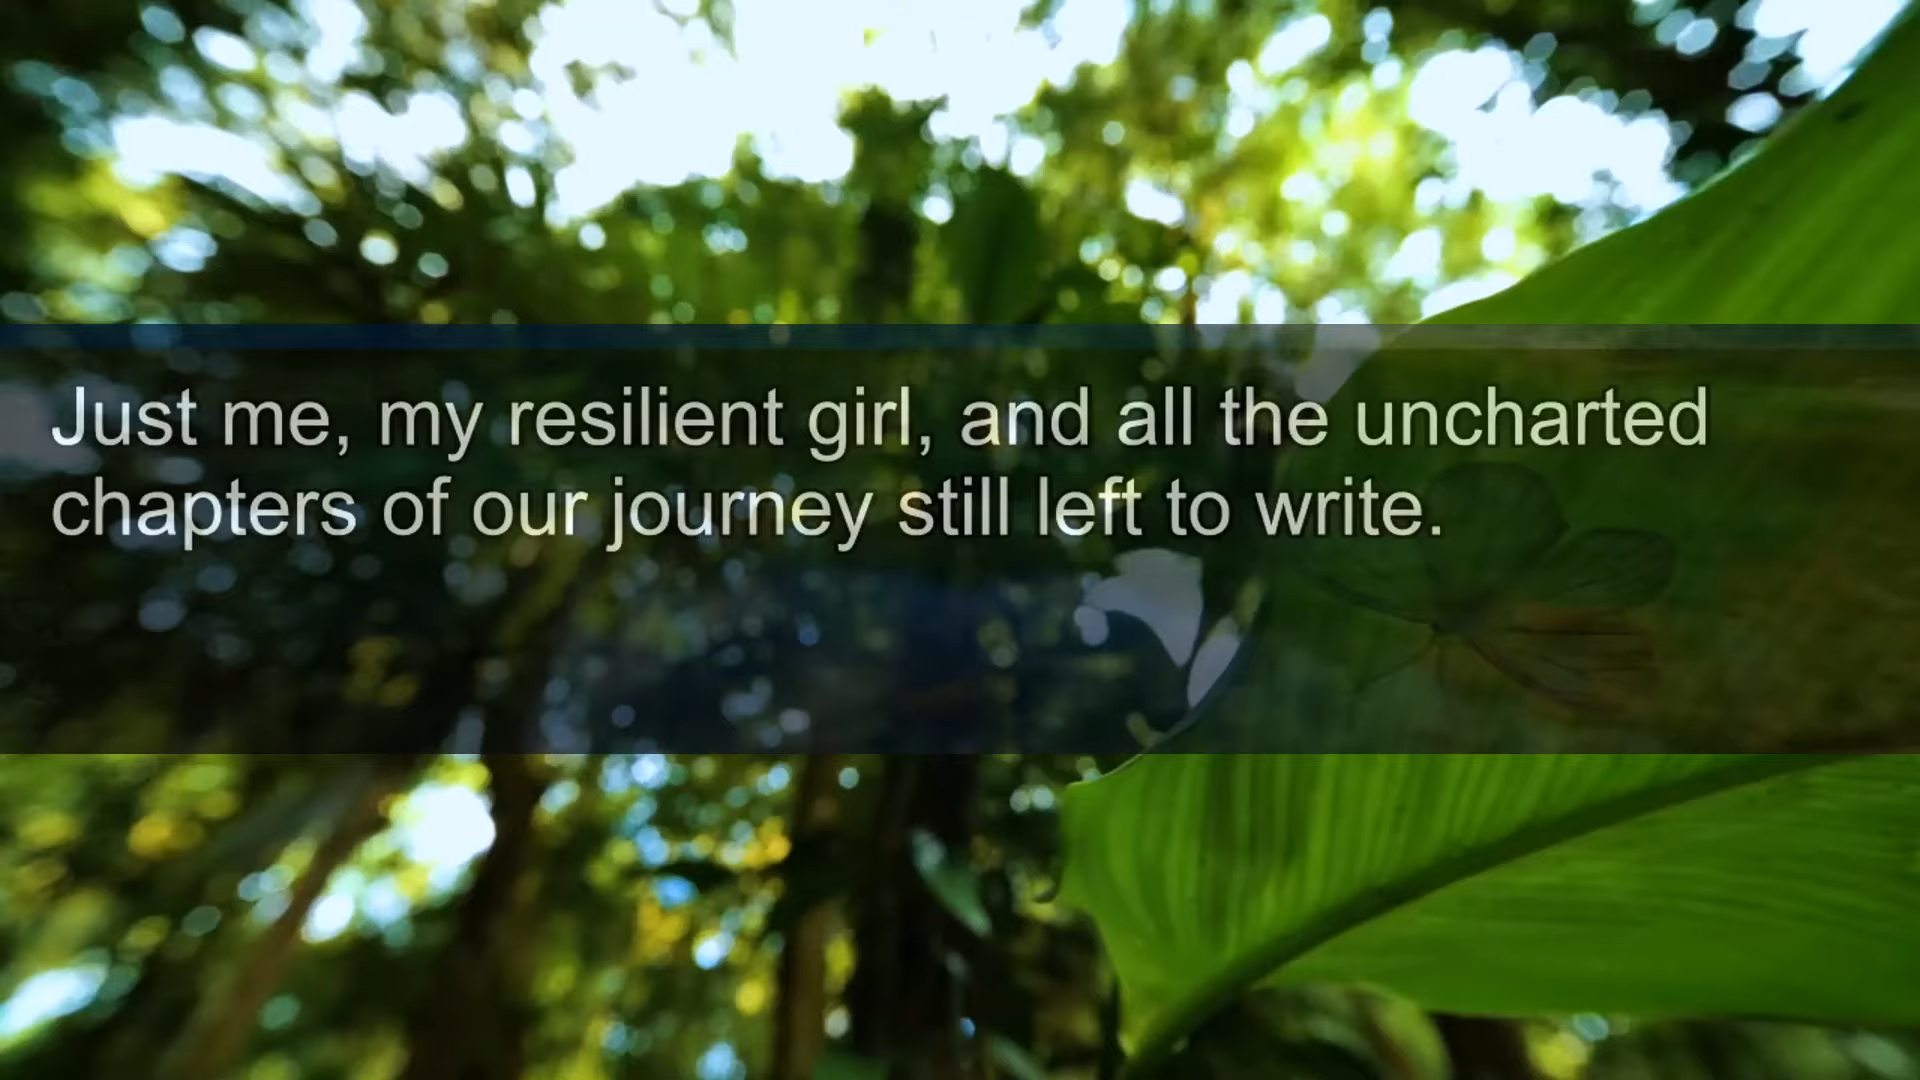 Just me, my resilient girl, and all the uncharted
chapters of our journey still left to write.